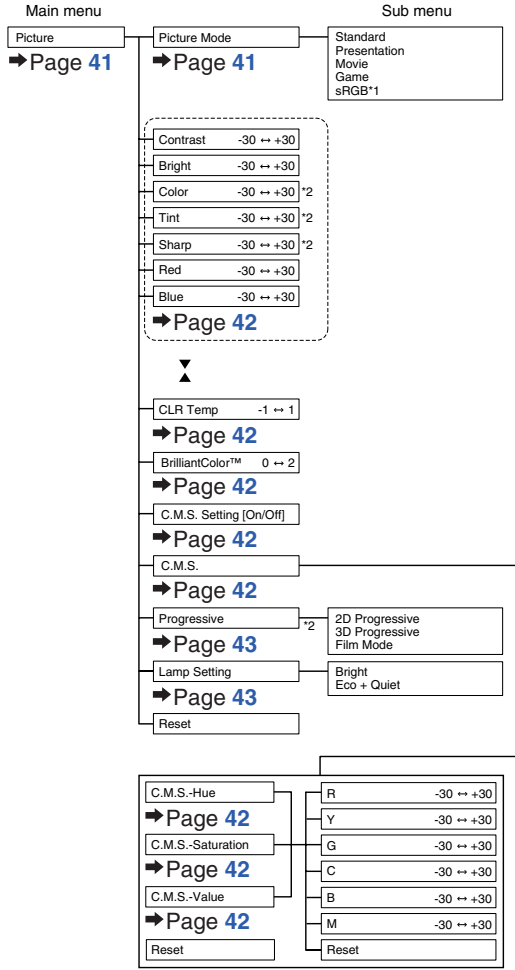 Main menu
Sub menu
Picture
➡Page 41
Picture Mode
➡Page 41
Standard
Presentation
Movie
Game
sRGB*1
Contrast -30 ↔ +30
Bright -30 ↔ +30
Color -30 ↔ +30 *2
Tint -30 ↔ +30 *2
Sharp -30 ↔ +30 *2
Red -30 ↔ +30
Blue -30 ↔ +30
➡Page 42
CLR Temp -1 ↔ 1
➡Page 42
BrilliantColor™ 0 ↔ 2
➡Page 42
C.M.S. Setting [On/Off]
➡Page 42
C.M.S.
➡Page 42
Progressive *2
➡Page 43
2D Progressive
3D Progressive
Film Mode
Lamp Setting
➡Page 43
Bright
Eco + Quiet
Reset
C.M.S.-Hue
➡Page 42
C.M.S.-Saturation
➡Page 42
C.M.S.-Value
➡Page 42
Reset
R -30 ↔ +30
Y -30 ↔ +30
G -30 ↔ +30
C -30 ↔ +30
B -30 ↔ +30
M -30 ↔ +30
Reset